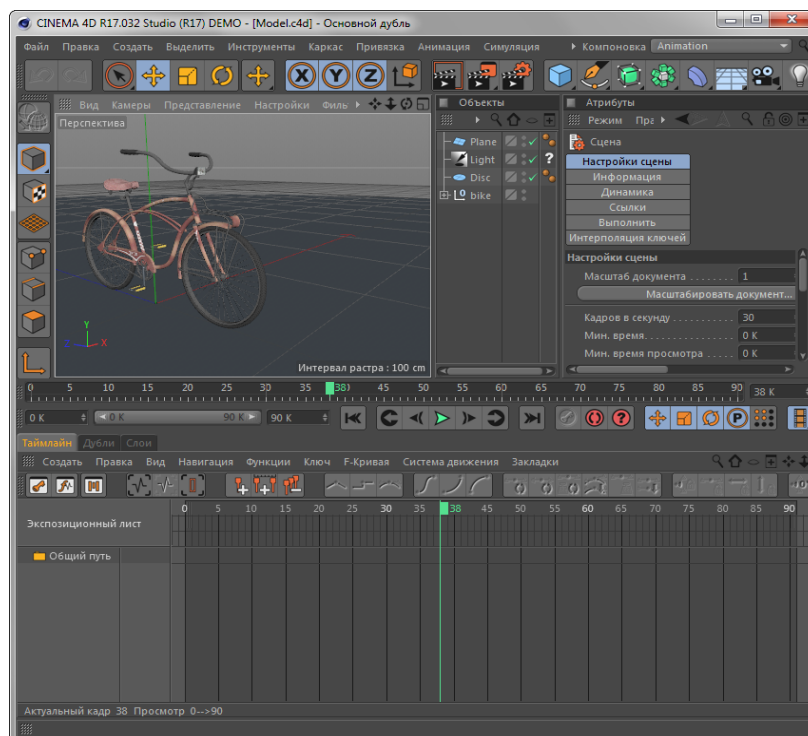 CINEMA 4D R17.032 Studio (R17) DEMO - [Model.c4d] - Основной дубль
Файл Правка Создать Выделить Инструменты Каркас Привязка Анимация Симуляция Компоновка Animation
Вид Камеры Представление Настройки Филь
Перспектива
Y
Z X
Интервал растра : 100 cm
Объекты
Plane
Light ?
Disc
L0 bike
Атрибуты
Режим Пра
Сцена
Настройки сцены
Информация
Динамика
Ссылки
Выполнить
Интерполяция ключей
Настройки сцены
Масштаб документа . . . . . . . . 1
Масштабировать документ...
Кадров в секунду . . . . . . . . . . . 30
Мин. время. . . . . . . . . . . . . . . . 0 K
Мин. время просмотра . . . . . 0 K
0 5 10 15 20 25 30 35 38 45 50 55 60 65 70 75 80 85 90 38 K
0 K 0 K 90 K 90 K
Таймлайн Дубли Слои
Создать Правка Вид Навигация Функции Ключ F-Кривая Система движения Закладки
0 5 10 15 20 25 30 35 38 45 50 55 60 65 70 75 80 85 90
Экспозиционный лист
Общий путь
Актуальный кадр 38 Просмотр 0-->90